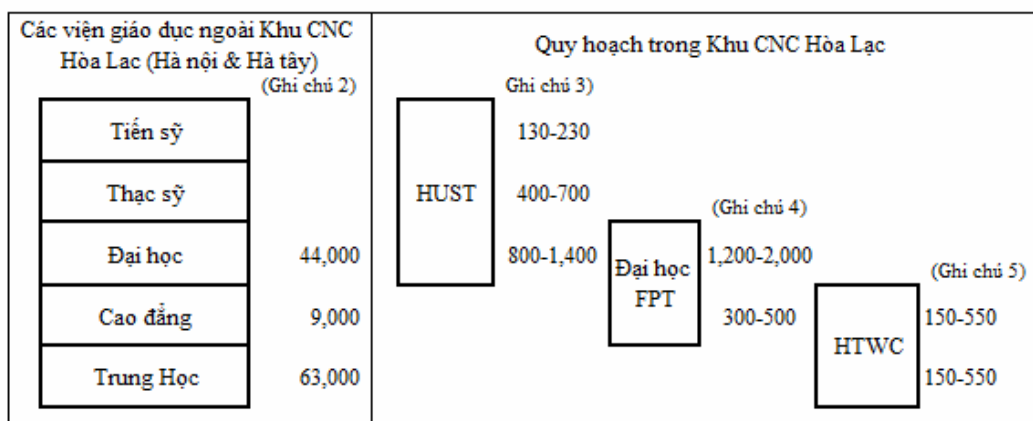 Các viện giáo dục ngoài Khu CNC
Hòa Lac (Hà nội & Hà tây)
(Ghi chú 2)
Tiến sỹ
Thạc sỹ
Đại học 44,000
Cao đẳng 9,000
Trung Học 63,000
Quy hoạch trong Khu CNC Hòa Lạc
Ghi chú 3)
HUST
130-230
400-700
800-1,400
(Ghi chú 4)
Đại học
FPT
1,200-2,000
300-500
(Ghi chú 5)
HTWC
150-550
150-550